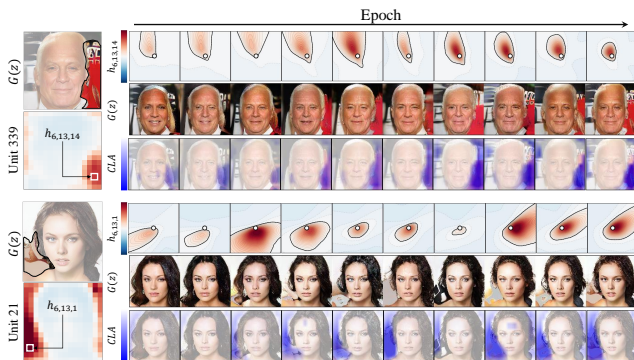 Epoch
G(z)
Unit 339
h6,13,14
h6,13,14
G(z)
CLA
G(z)
Unit 21
h6,13,1
h6,13,1
G(z)
CLA